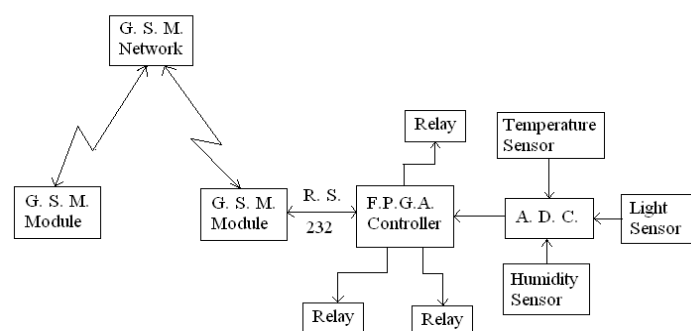 G. S. M.
Network
Relay
Temperature
Sensor
G. S. M.
Module
G. S. M.
Module
R. S.
232
F.P.G.A.
Controller
A. D. C.
Light
Sensor
Humidity
Sensor
Relay
Relay